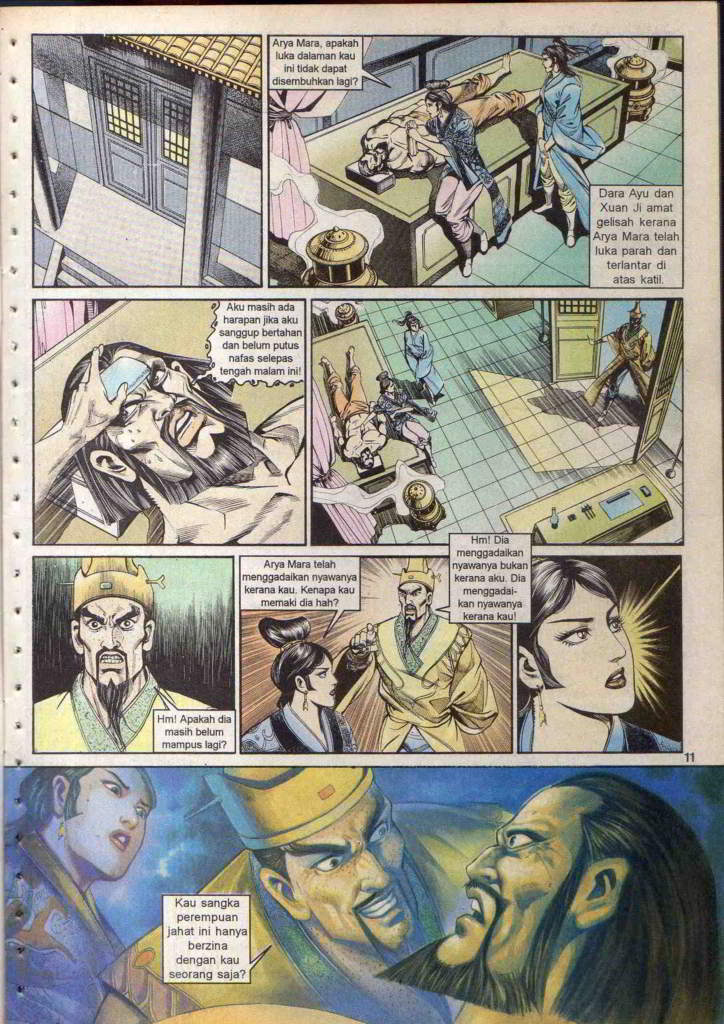 Arya Mara, apakah
luka dalaman kau
ini tidak dapat
disembuhkan lagi?
Dara Ayu dan
Xuan Ji amat
gelisah kerana
Arya Mara telah
luka parah dan
terlantar di
atas katil.
Aku masih ada
harapan jika aku
sanggup bertahan
dan belum putus
nafas selepas
tengah malam ini!
Hm! Apakah dia
masih belum
mampus lagi?
Arya Mara telah
menggadaikan nyawanya
kerana kau. Kenapa kau
memaki dia hah?
Hm! Dia
menggadaikan
nyawanya bukan
kerana aku. Dia
menggadai-
kan nyawanya
kerana kau!
11
Kau sangka
perempuan
jahat ini hanya
berzina
dengan kau
seorang saja?